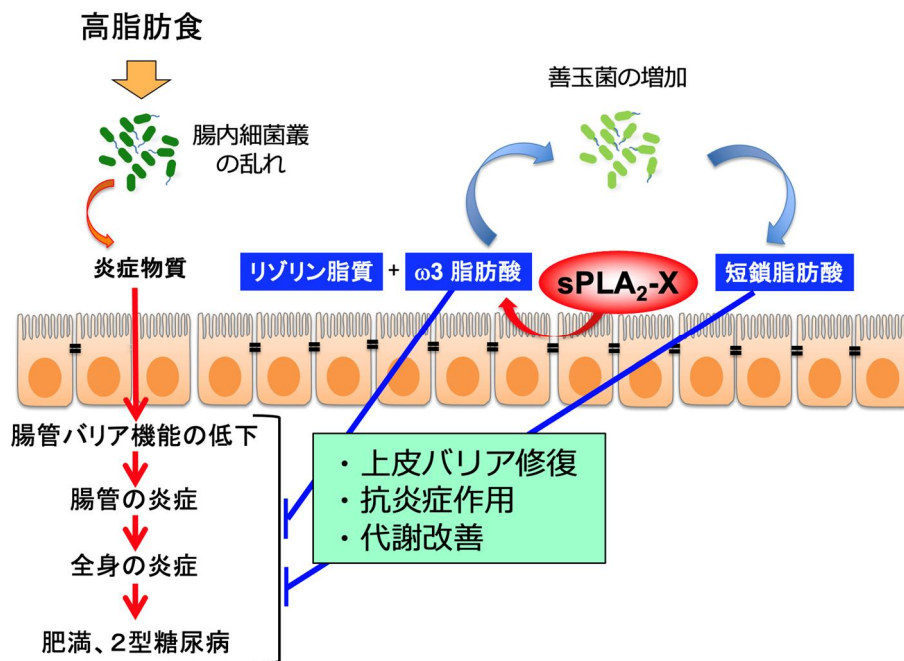 高脂肪食
腸内細菌叢
の乱れ
炎症物質
善玉菌の増加
リゾリン脂質 + ω3 脂肪酸
sPLA₂-X
短鎖脂肪酸
腸管バリア機能の低下
腸管の炎症
全身の炎症
肥満、２型糖尿病
・上皮バリア修復
・抗炎症作用
・代謝改善